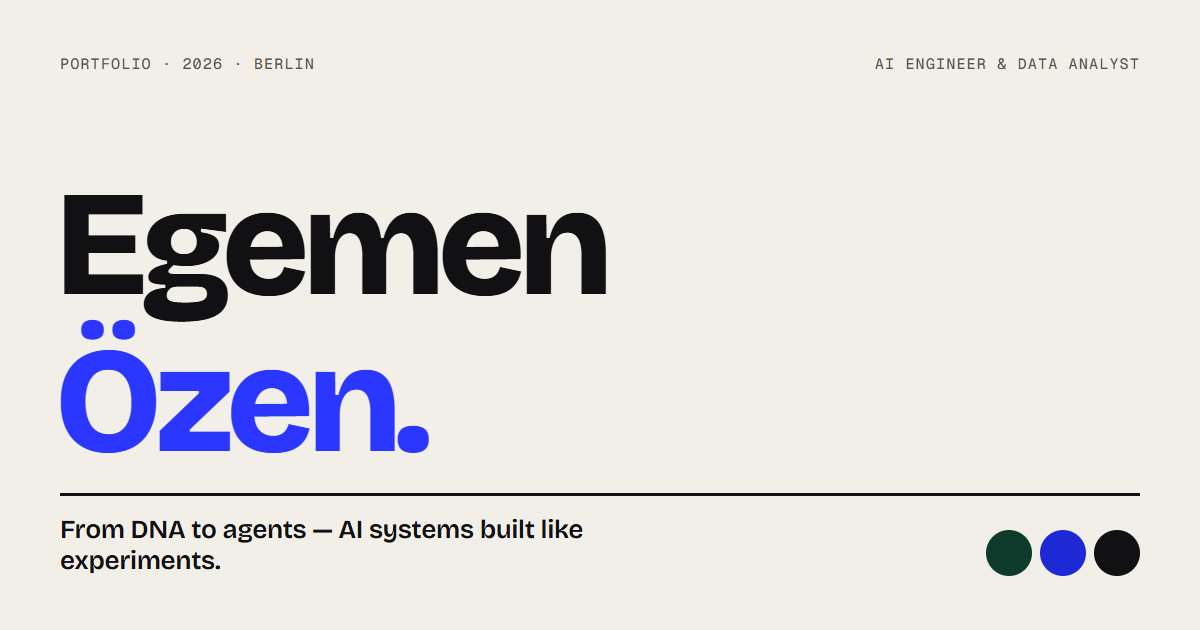 PORTFOLIO · 2026 · BERLIN
AI ENGINEER & DATA ANALYST
Egemen
Özen.
From DNA to agents — AI systems built like
experiments.